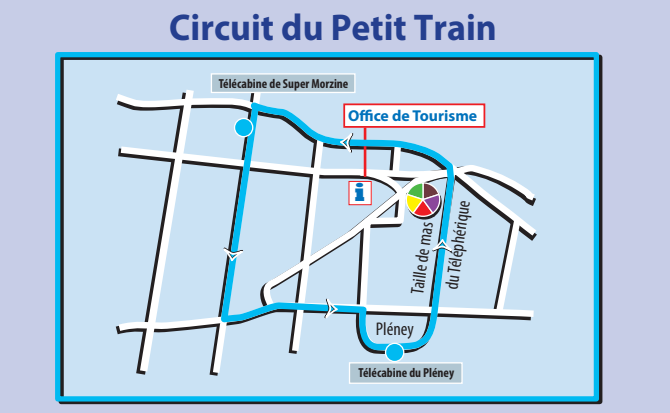 Circuit du Petit Train
Télécabine de Super Morzine
Office de Tourisme
i
Taille de mas
du Téléphérique
Pléney
Télécabine du Pléney